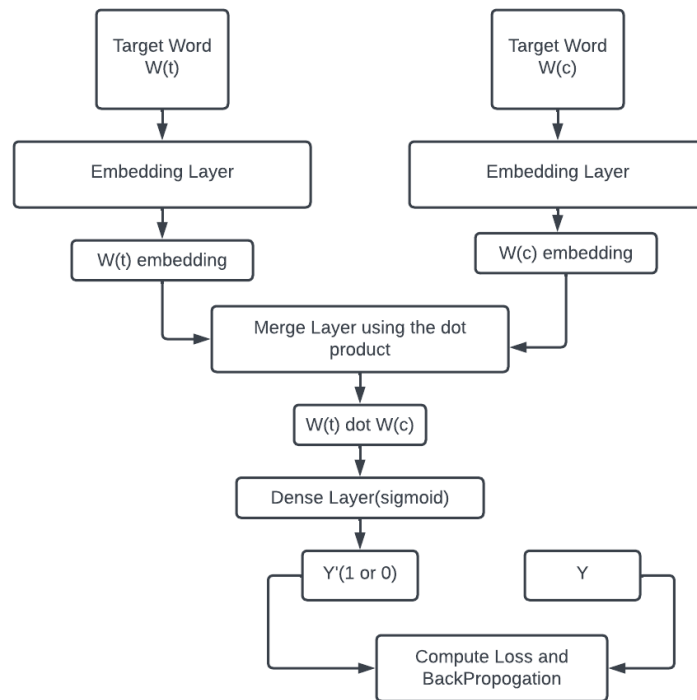 Target Word
W(t)
Target Word
W(c)
Embedding Layer
Embedding Layer
W(t) embedding
W(c) embedding
Merge Layer using the dot
product
W(t) dot W(c)
Dense Layer(sigmoid)
Y'(1 or 0)
Y
Compute Loss and
BackPropogation